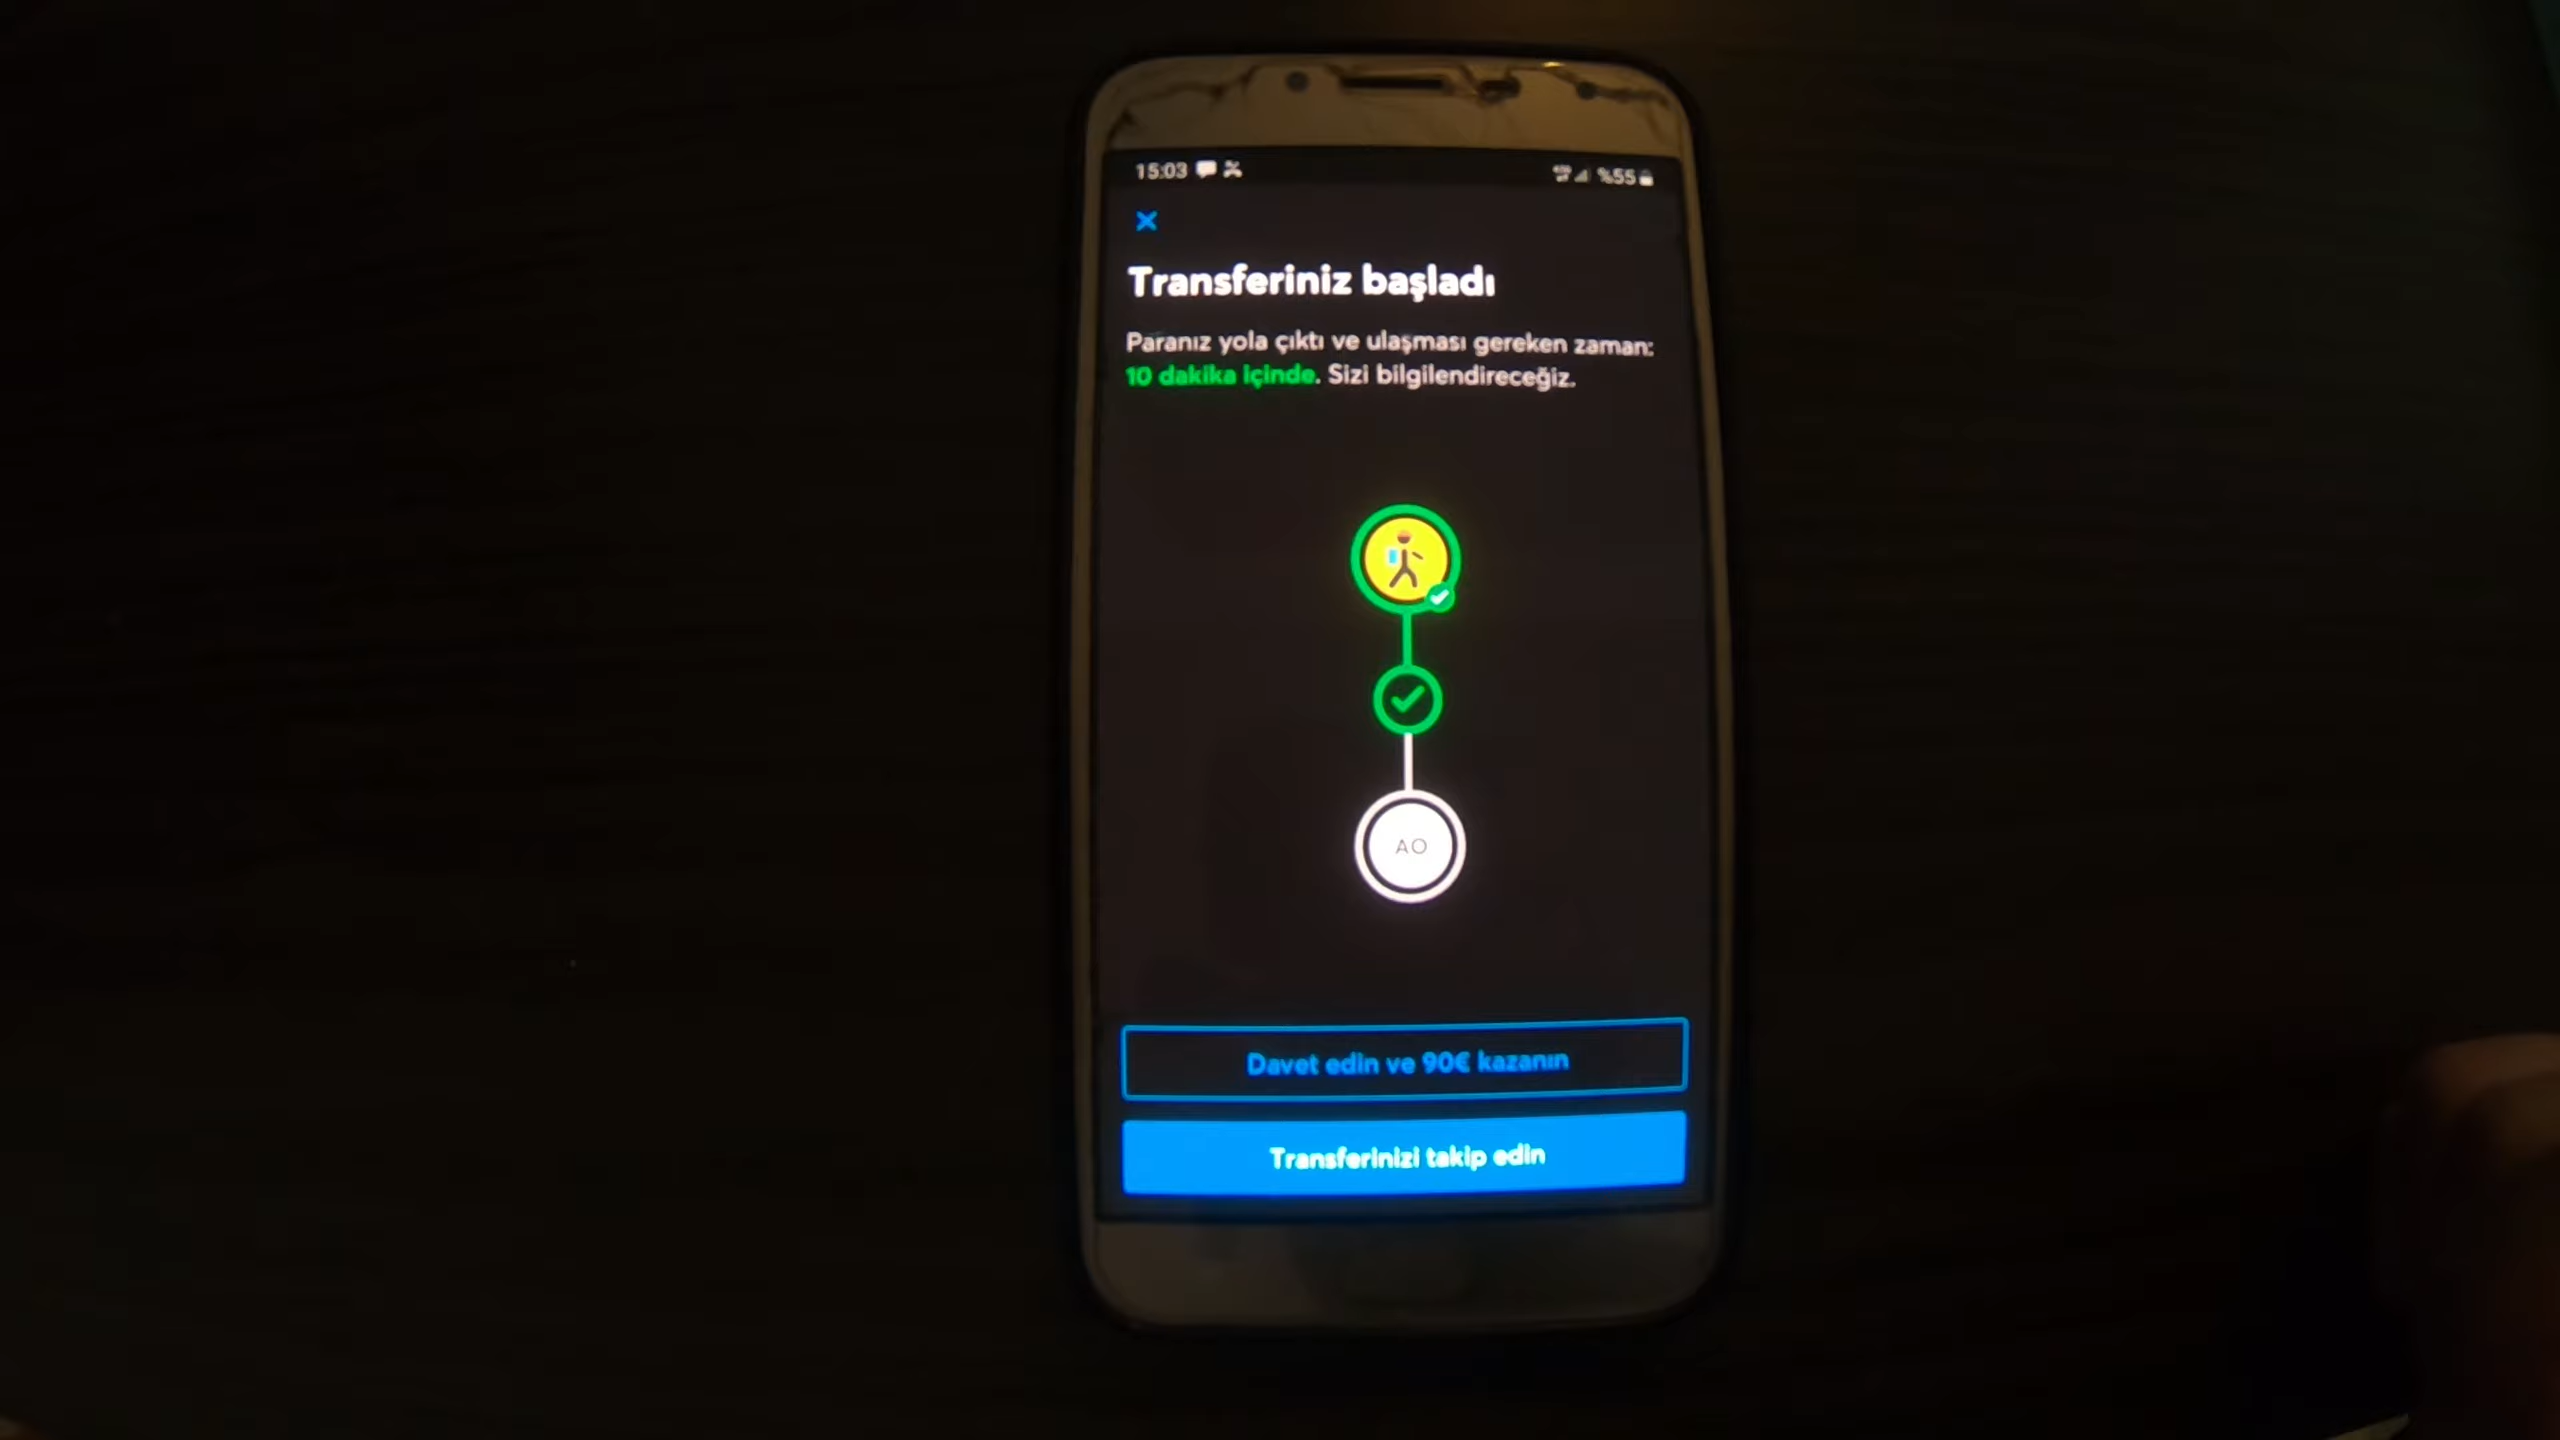 15:03
%55
Transferiniz başladı
Paranız yola çıktı ve ulaşması gereken zaman:
10 dakika içinde. Sizi bilgilendireceğiz.
AO
Davet edin ve 90€ kazanın
Transferinizi takip edin